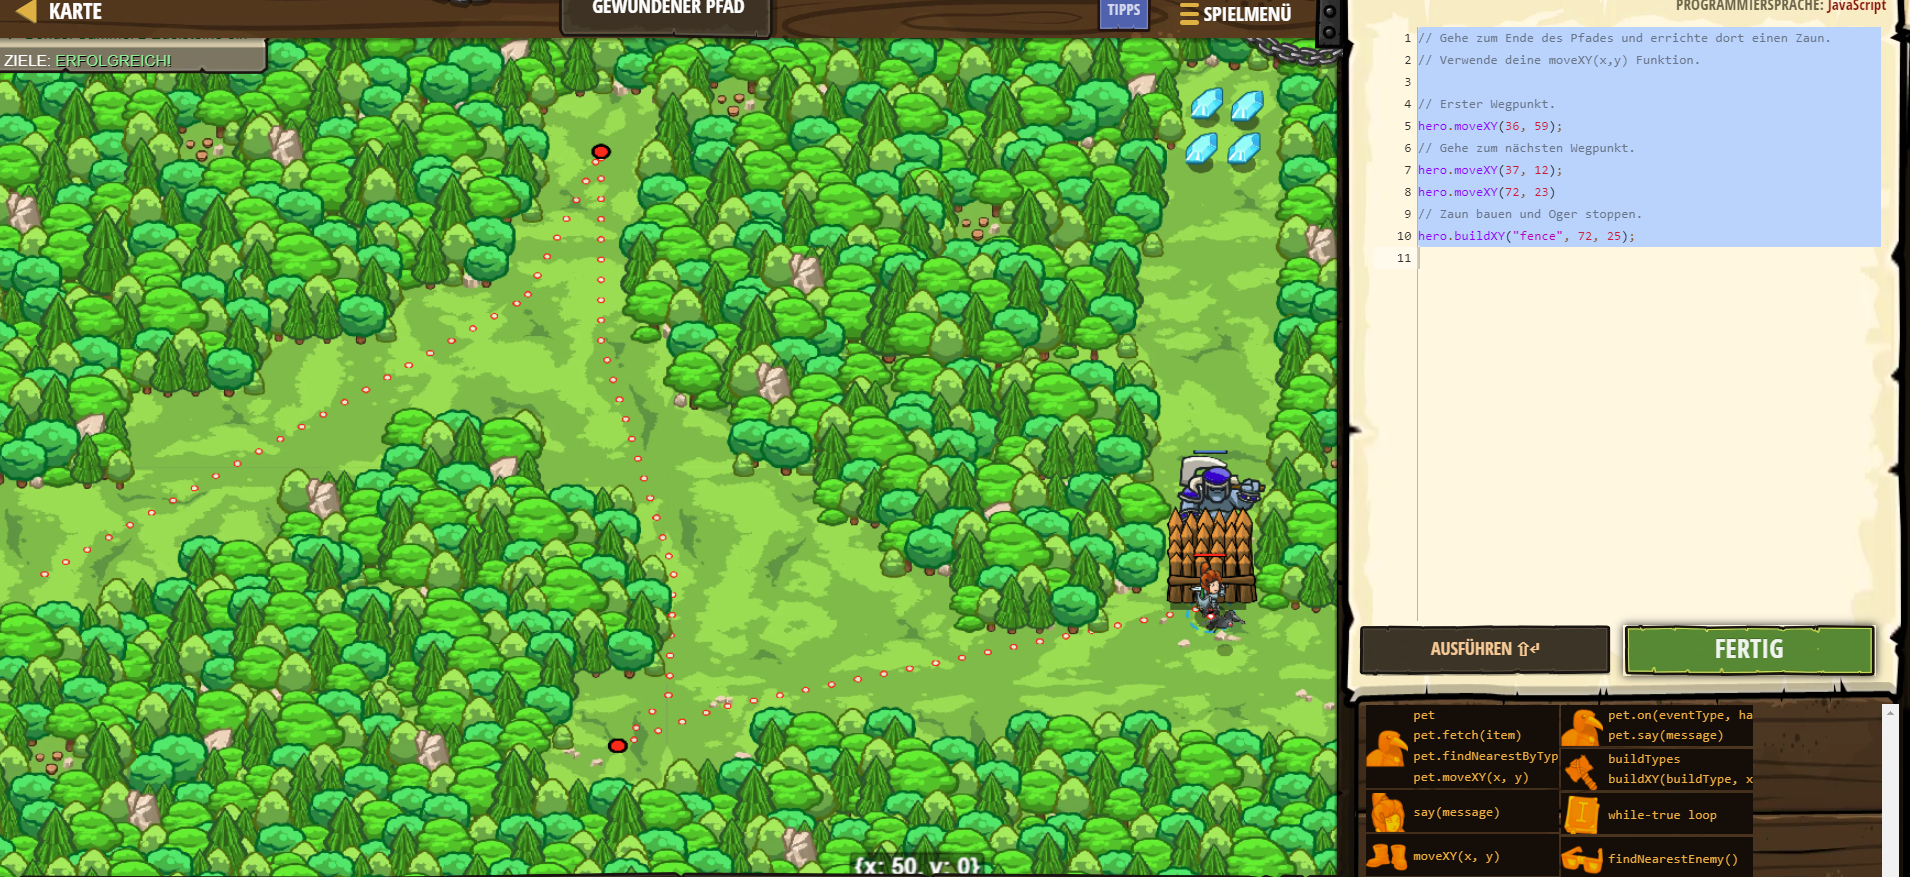 KARTE
GEWUNDENER PFAD
TIPPS
SPIELMENÜ
PROGRAMMIERSPRACHE: JavaScript
ZIELE: ERFOLGREICH!
1 // Gehe zum Ende des Pfades und errichte dort einen Zaun.
2 // Verwende deine moveXY(x,y) Funktion.
3
4 // Erster Wegpunkt.
5 hero.moveXY(36, 59);
6 // Gehe zum nächsten Wegpunkt.
7 hero.moveXY(37, 12);
8 hero.moveXY(72, 23)
9 // Zaun bauen und Oger stoppen.
10 hero.buildXY("fence", 72, 25);
11
AUSFÜHREN ⇧↵
FERTIG
pet
pet.fetch(item)
pet.findNearestByTyp
pet.moveXY(x, y)
say(message)
moveXY(x, y)
pet.on(eventType, ha
pet.say(message)
buildTypes
buildXY(buildType, x
while-true loop
findNearestEnemy()
{x: 50, y: 0}